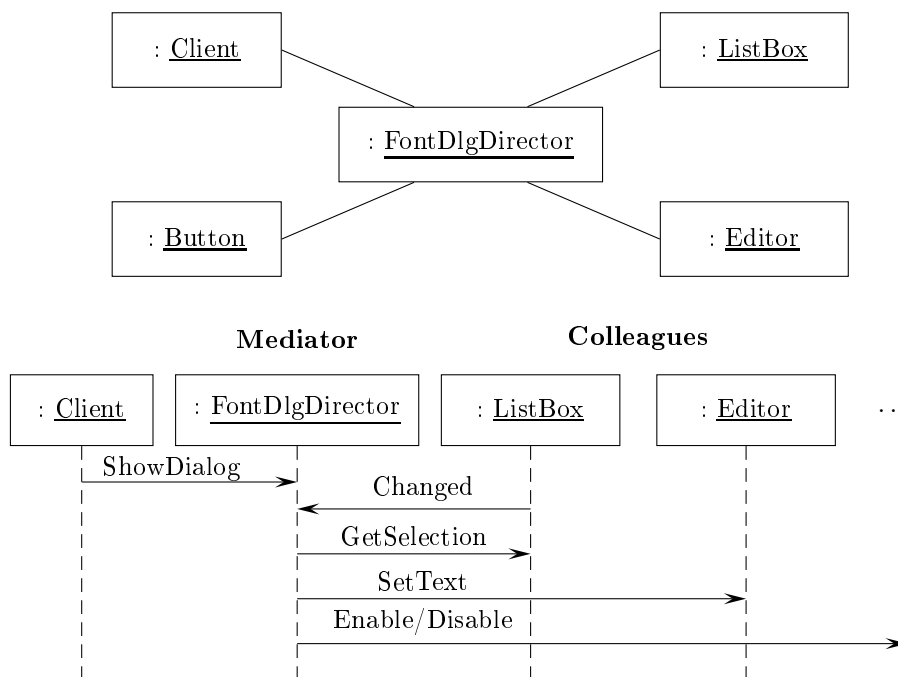 : Client
: ListBox
: FontDlgDirector
: Button
: Editor
Mediator
Colleagues
: Client
: FontDlgDirector
: ListBox
: Editor
..
ShowDialog
Changed
GetSelection
SetText
Enable/Disable